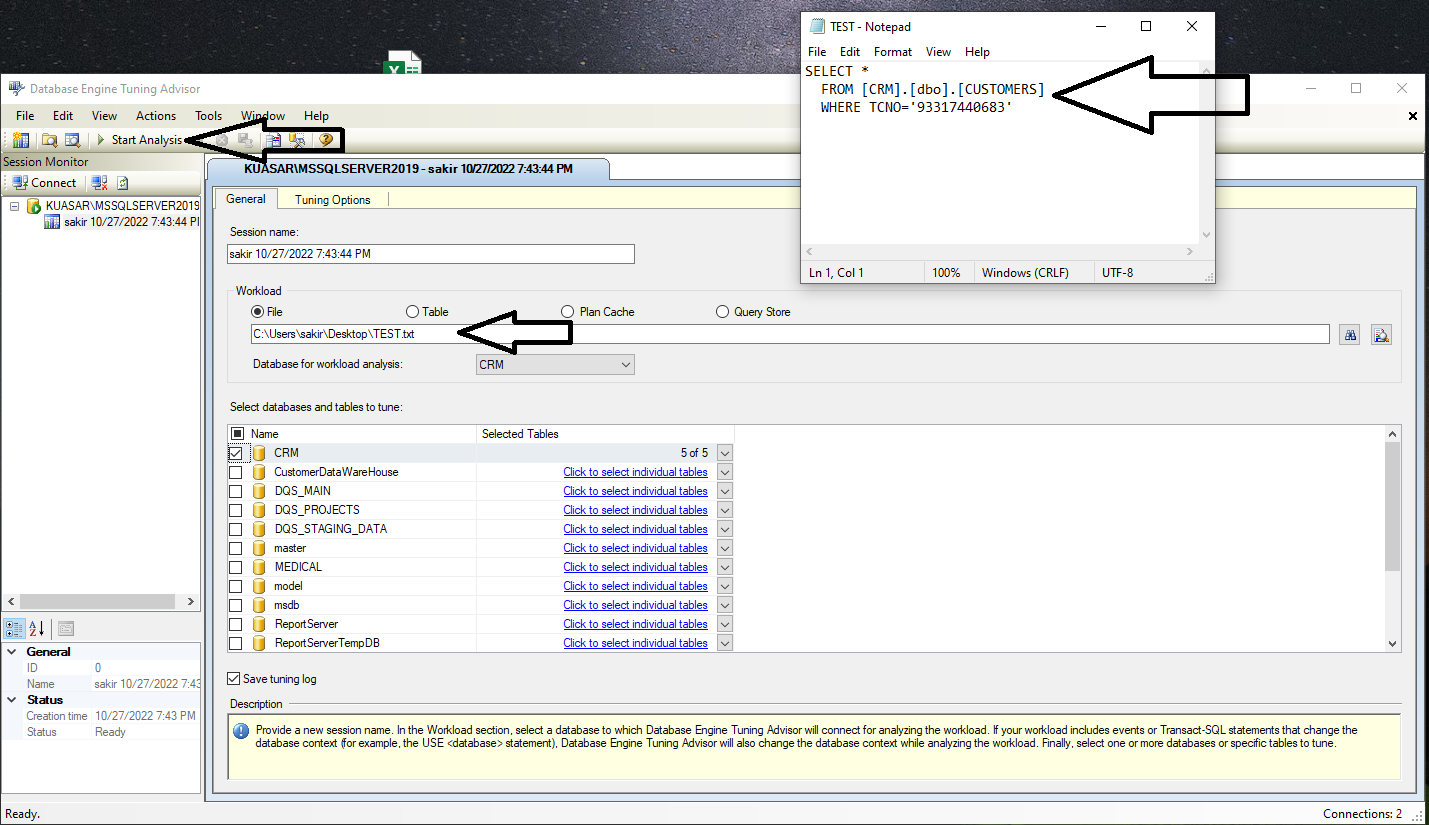 TEST - Notepad
File Edit Format View Help
SELECT *
FROM [CRM].[dbo].[CUSTOMERS]
WHERE TCNO='93317440683'
Ln 1, Col 1 100% Windows (CRLF) UTF-8
Database Engine Tuning Advisor
File Edit View Actions Tools Window Help
Start Analysis
Session Monitor
Connect
KUASAR\MSSQLSERVER2019
sakir 10/27/2022 7:43:44 PM
KUASAR\MSSQLSERVER2019 - sakir 10/27/2022 7:43:44 PM
General Tuning Options
Session name:
sakir 10/27/2022 7:43:44 PM
Workload
File Table Plan Cache Query Store
C:\Users\sakir\Desktop\TEST.txt
Database for workload analysis: CRM
Select databases and tables to tune:
Name Selected Tables
CRM 5 of 5
CustomerDataWareHouse Click to select individual tables
DQS_MAIN Click to select individual tables
DQS_PROJECTS Click to select individual tables
DQS_STAGING_DATA Click to select individual tables
master Click to select individual tables
MEDICAL Click to select individual tables
model Click to select individual tables
msdb Click to select individual tables
ReportServer Click to select individual tables
ReportServerTempDB Click to select individual tables
Save tuning log
Description
Provide a new session name. In the Workload section, select a database to which Database Engine Tuning Advisor will connect for analyzing the workload. If your workload includes events or Transact-SQL statements that change the
database context (for example, the USE <database> statement), Database Engine Tuning Advisor will also change the database context while analyzing the workload. Finally, select one or more databases or specific tables to tune.
General
ID 0
Name sakir 10/27/2022 7:43
Status
Creation time 10/27/2022 7:43 PM
Status Ready
Ready. Connections: 2